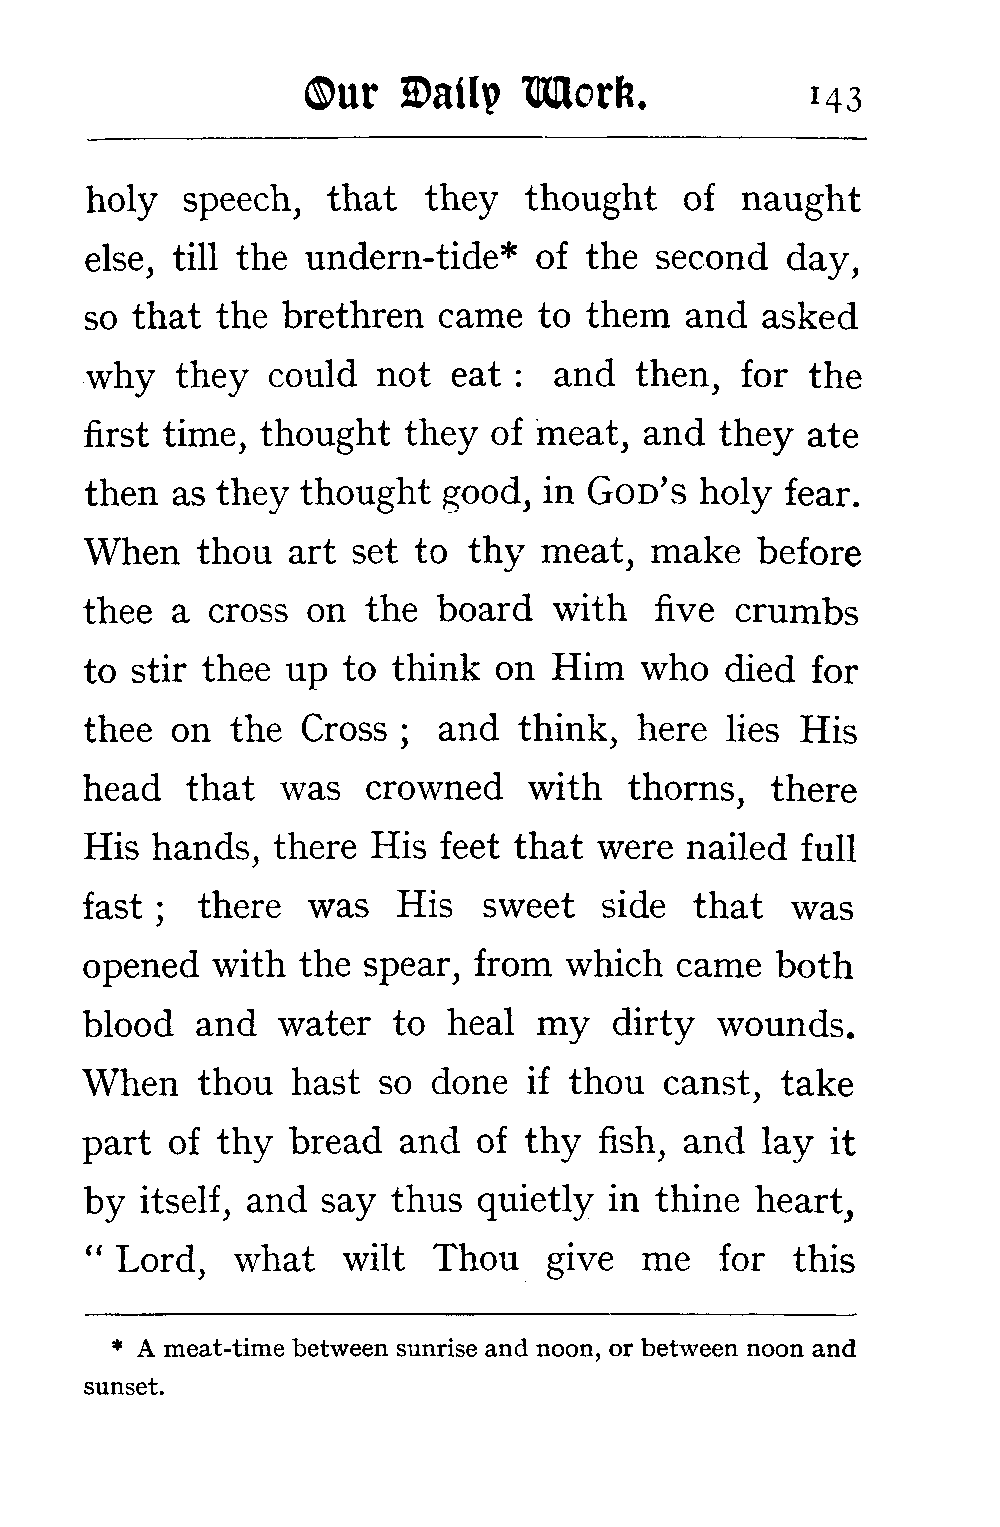 Our Daily Work. 143
holy speech, that they thought of naught
else, till the undern-tide* of the second day,
so that the brethren came to them and asked
why they could not eat : and then, for the
first time, thought they of meat, and they ate
then as they thought good, in GOD'S holy fear.
When thou art set to thy meat, make before
thee a cross on the board with five crumbs
to stir thee up to think on Him who died for
thee on the Cross ; and think, here lies His
head that was crowned with thorns, there
His hands, there His feet that were nailed full
fast ; there was His sweet side that was
opened with the spear, from which came both
blood and water to heal my dirty wounds.
When thou hast so done if thou canst, take
part of thy bread and of thy fish, and lay it
by itself, and say thus quietly in thine heart,
“ Lord, what wilt Thou give me for this
* A meat-time between sunrise and noon, or between noon and
sunset.